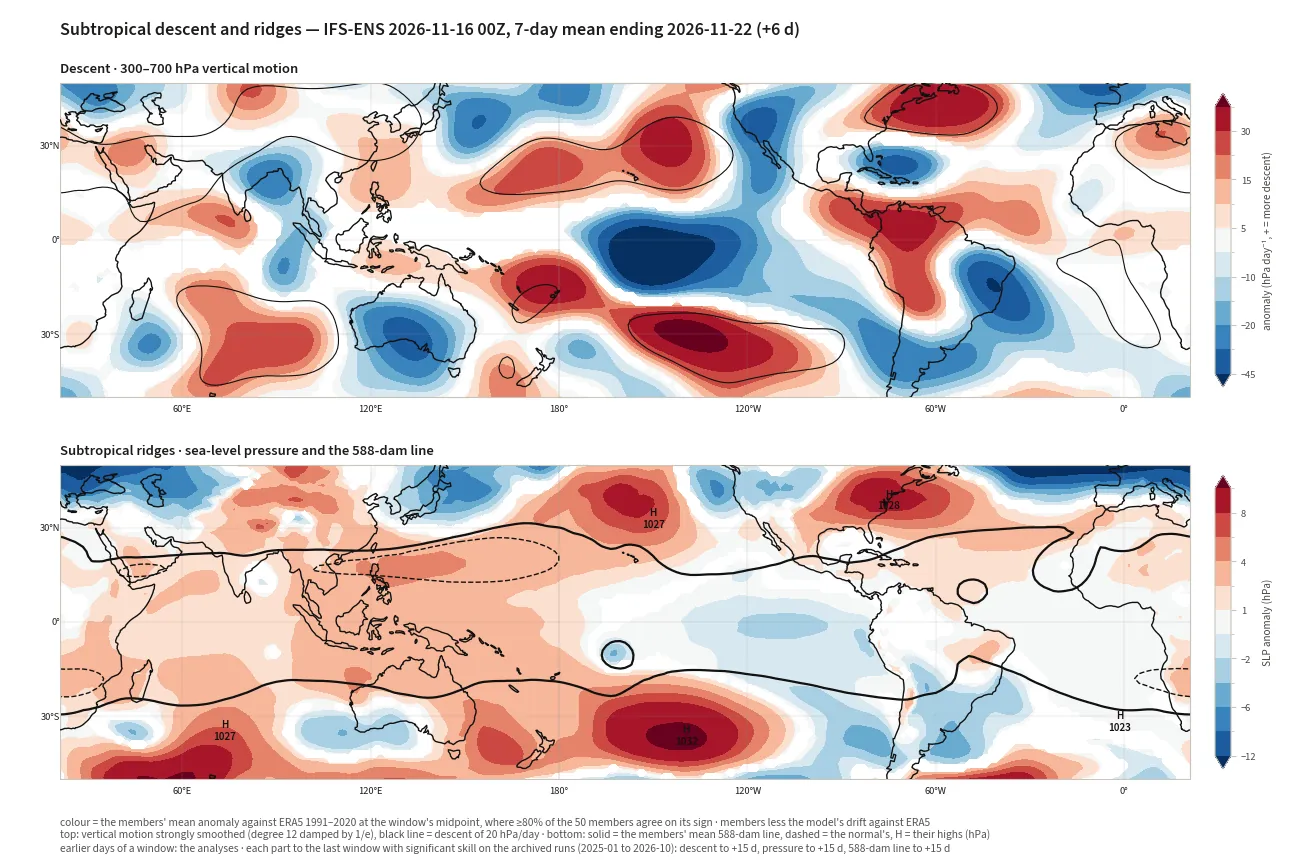 Subtropical descent and ridges — IFS-ENS 2026-11-16 00Z, 7-day mean ending 2026-11-22 (+6 d)
Descent · 300–700 hPa vertical motion
30°N
0°
30°S
60°E
120°E
180°
120°W
60°W
0°
30
15
5
−10
−20
−45
anomaly (hPa day⁻¹, + = more descent)
Subtropical ridges · sea-level pressure and the 588-dam line
H
1027
H
1028
H
1027
H
1032
H
1023
30°N
0°
30°S
60°E
120°E
180°
120°W
60°W
0°
8
4
1
−2
−6
−12
SLP anomaly (hPa)
colour = the members' mean anomaly against ERA5 1991–2020 at the window's midpoint, where ≥80% of the 50 members agree on its sign · members less the model's drift against ERA5
top: vertical motion strongly smoothed (degree 12 damped by 1/e), black line = descent of 20 hPa/day · bottom: solid = the members' mean 588-dam line, dashed = the normal's, H = their highs (hPa)
earlier days of a window: the analyses · each part to the last window with significant skill on the archived runs (2025-01 to 2026-10): descent to +15 d, pressure to +15 d, 588-dam line to +15 d